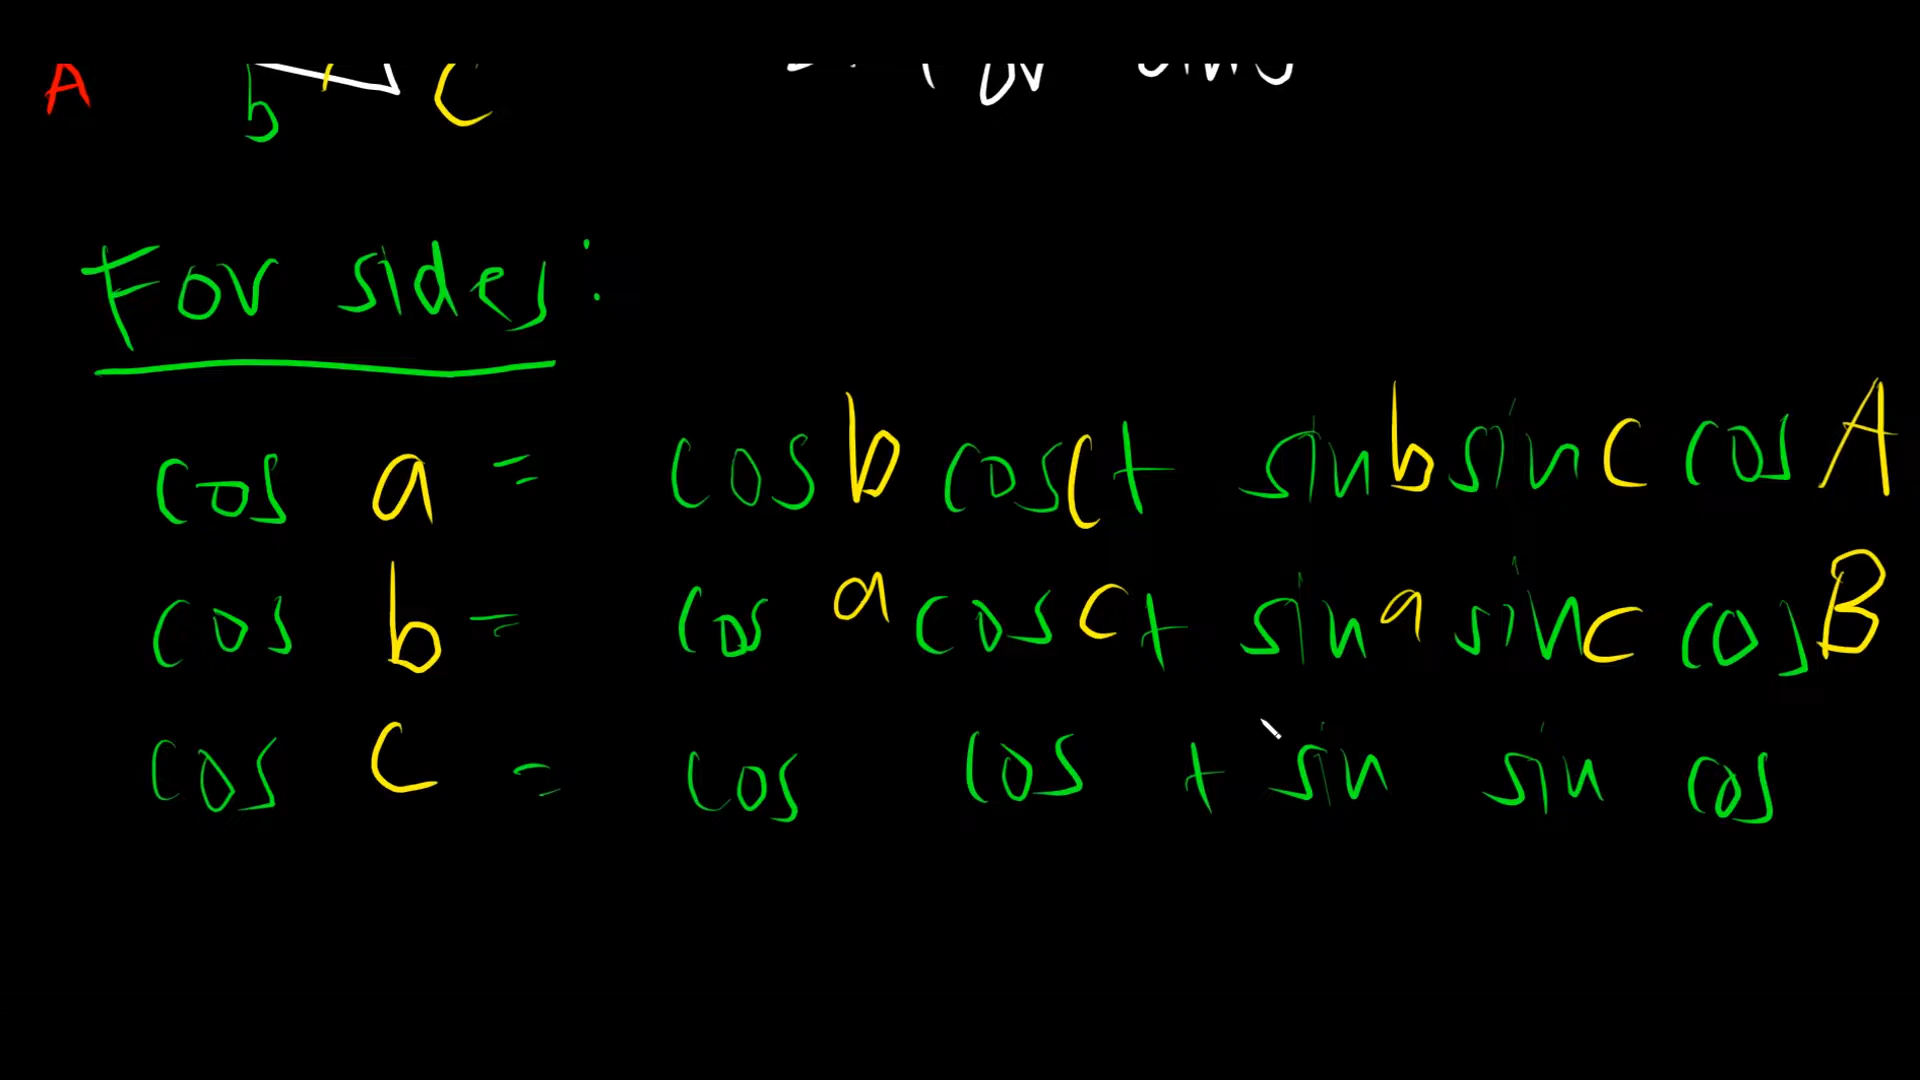 A b C
For sides:
cos a = cos b cos c + sin b sin c cos A
cos b = cos a cos c + sin a sin c cos B
cos c = cos cos + sin sin cos